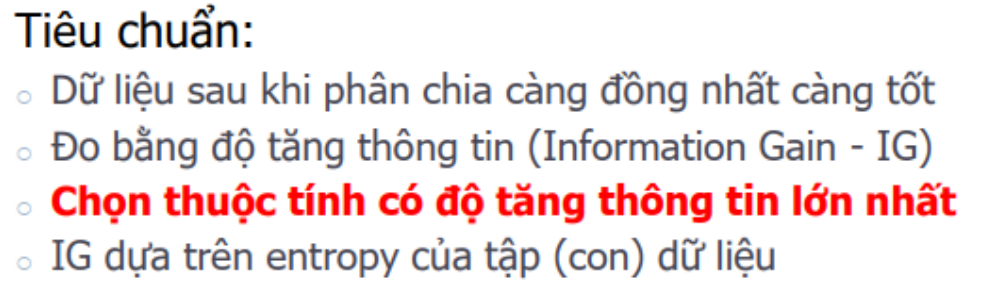 Tiêu chuẩn:
○ Dữ liệu sau khi phân chia càng đồng nhất càng tốt
○ Đo bằng độ tăng thông tin (Information Gain - IG)
○ Chọn thuộc tính có độ tăng thông tin lớn nhất
○ IG dựa trên entropy của tập (con) dữ liệu